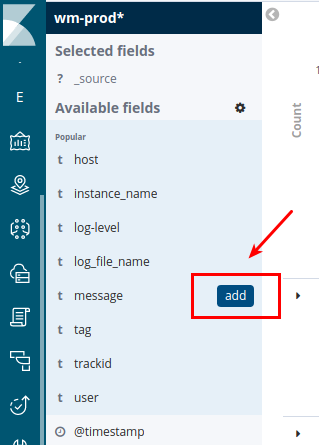 wm-prod*
Selected fields
? _source
E
Available fields
Popular
t host
t instance_name
t log-level
t log_file_name
t message add
t tag
t trackid
t user
@timestamp
Count
1